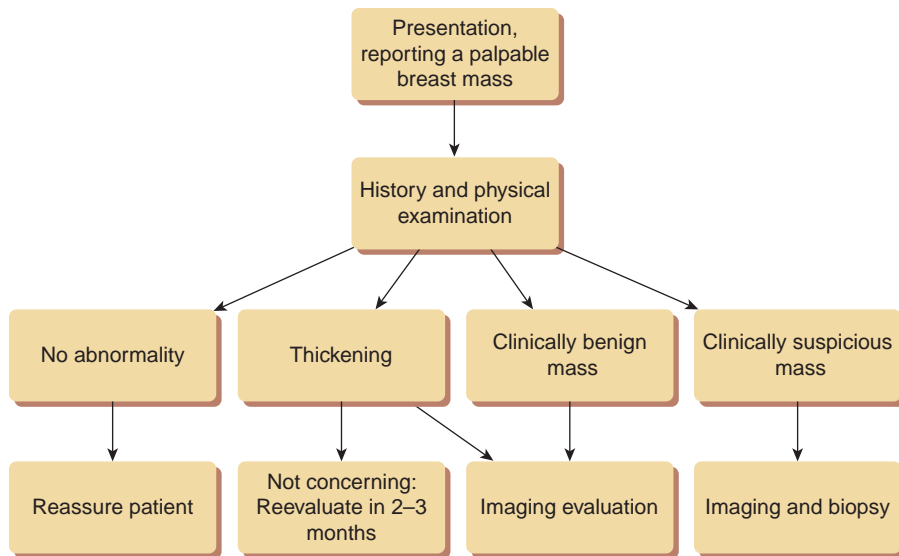 Presentation,
reporting a palpable
breast mass
History and physical
examination
No abnormality
Thickening
Clinically benign
mass
Clinically suspicious
mass
Reassure patient
Not concerning:
Reevaluate in 2–3
months
Imaging evaluation
Imaging and biopsy